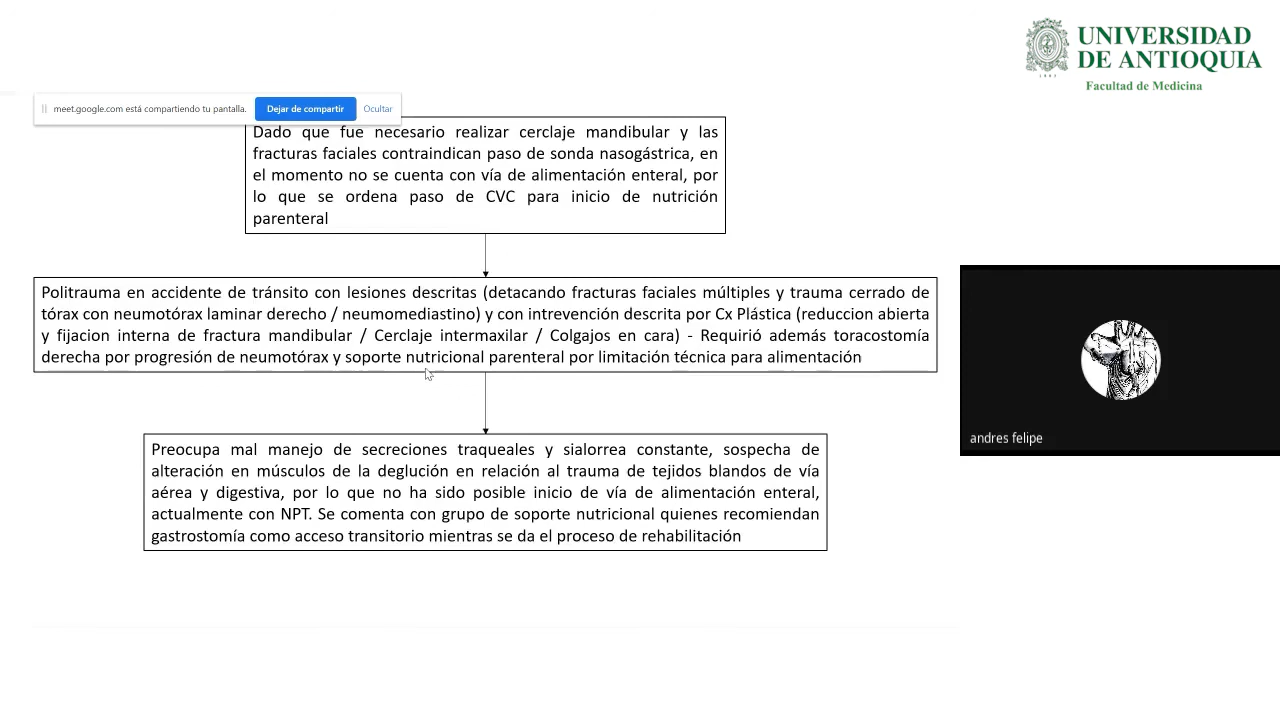 UNIVERSIDAD
DE ANTIOQUIA
Facultad de Medicina
1803
meet.google.com está compartiendo tu pantalla.
Dejar de compartir
Ocultar
Dado que fue necesario realizar cerclaje mandibular y las
fracturas faciales contraindican paso de sonda nasogástrica, en
el momento no se cuenta con vía de alimentación enteral, por
lo que se ordena paso de CVC para inicio de nutrición
parenteral
Politrauma en accidente de tránsito con lesiones descritas (detacando fracturas faciales múltiples y trauma cerrado de
tórax con neumotórax laminar derecho / neumomediastino) y con intrevención descrita por Cx Plástica (reduccion abierta
y fijacion interna de fractura mandibular / Cerclaje intermaxilar / Colgajos en cara) - Requirió además toracostomía
derecha por progresión de neumotórax y soporte nutricional parenteral por limitación técnica para alimentación
Preocupa mal manejo de secreciones traqueales y sialorrea constante, sospecha de
alteración en músculos de la deglución en relación al trauma de tejidos blandos de vía
aérea y digestiva, por lo que no ha sido posible inicio de vía de alimentación enteral,
actualmente con NPT. Se comenta con grupo de soporte nutricional quienes recomiendan
gastrostomía como acceso transitorio mientras se da el proceso de rehabilitación
andres felipe